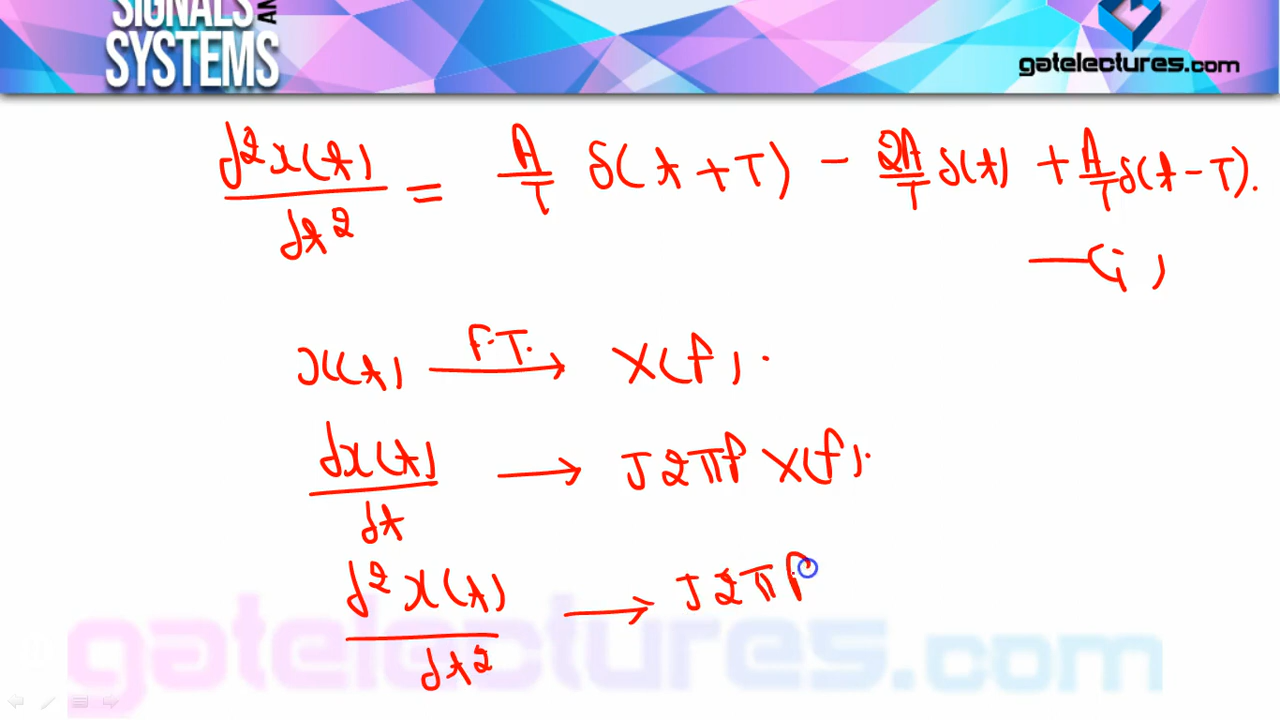 SIGNALS AND
SYSTEMS
gatelectures.com
d²x(t)/dt² = A/T δ(t+T) - 2A/T δ(t) + A/T δ(t-T).
—(i)
x(t) F.T.→ X(f).
dx(t)/dt → J2πf X(f).
d²x(t)/dt² → J2πf
gatelectures.com